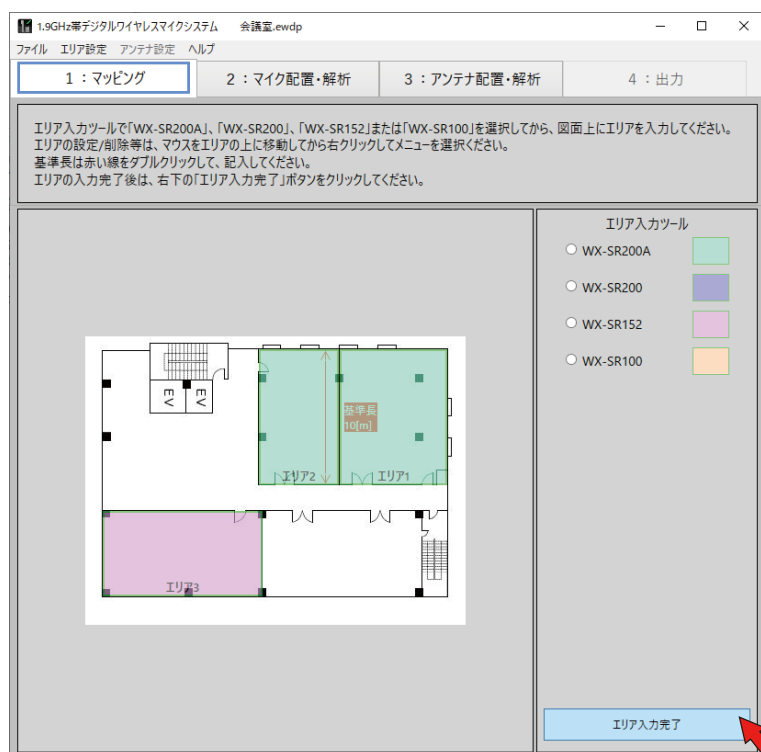 1.9GHz帯デジタルワイヤレスマイクシステム　会議室.ewdp
ファイル　エリア設定　アンテナ設定　ヘルプ
1：マッピング　2：マイク配置・解析　3：アンテナ配置・解析　4：出力
エリア入力ツールで「WX-SR200A」、「WX-SR200」、「WX-SR152」または「WX-SR100」を選択してから、図面上にエリアを入力してください。
エリアの設定/削除等は、マウスをエリアの上に移動してから右クリックしてメニューを選択ください。
基準長は赤い線をダブルクリックして、記入してください。
エリアの入力完了後は、右下の「エリア入力完了」ボタンをクリックしてください。
エリア入力ツール
WX-SR200A
WX-SR200
WX-SR152
WX-SR100
EV　EV
基準長
10[m]
エリア2　エリア1
エリア3
エリア入力完了